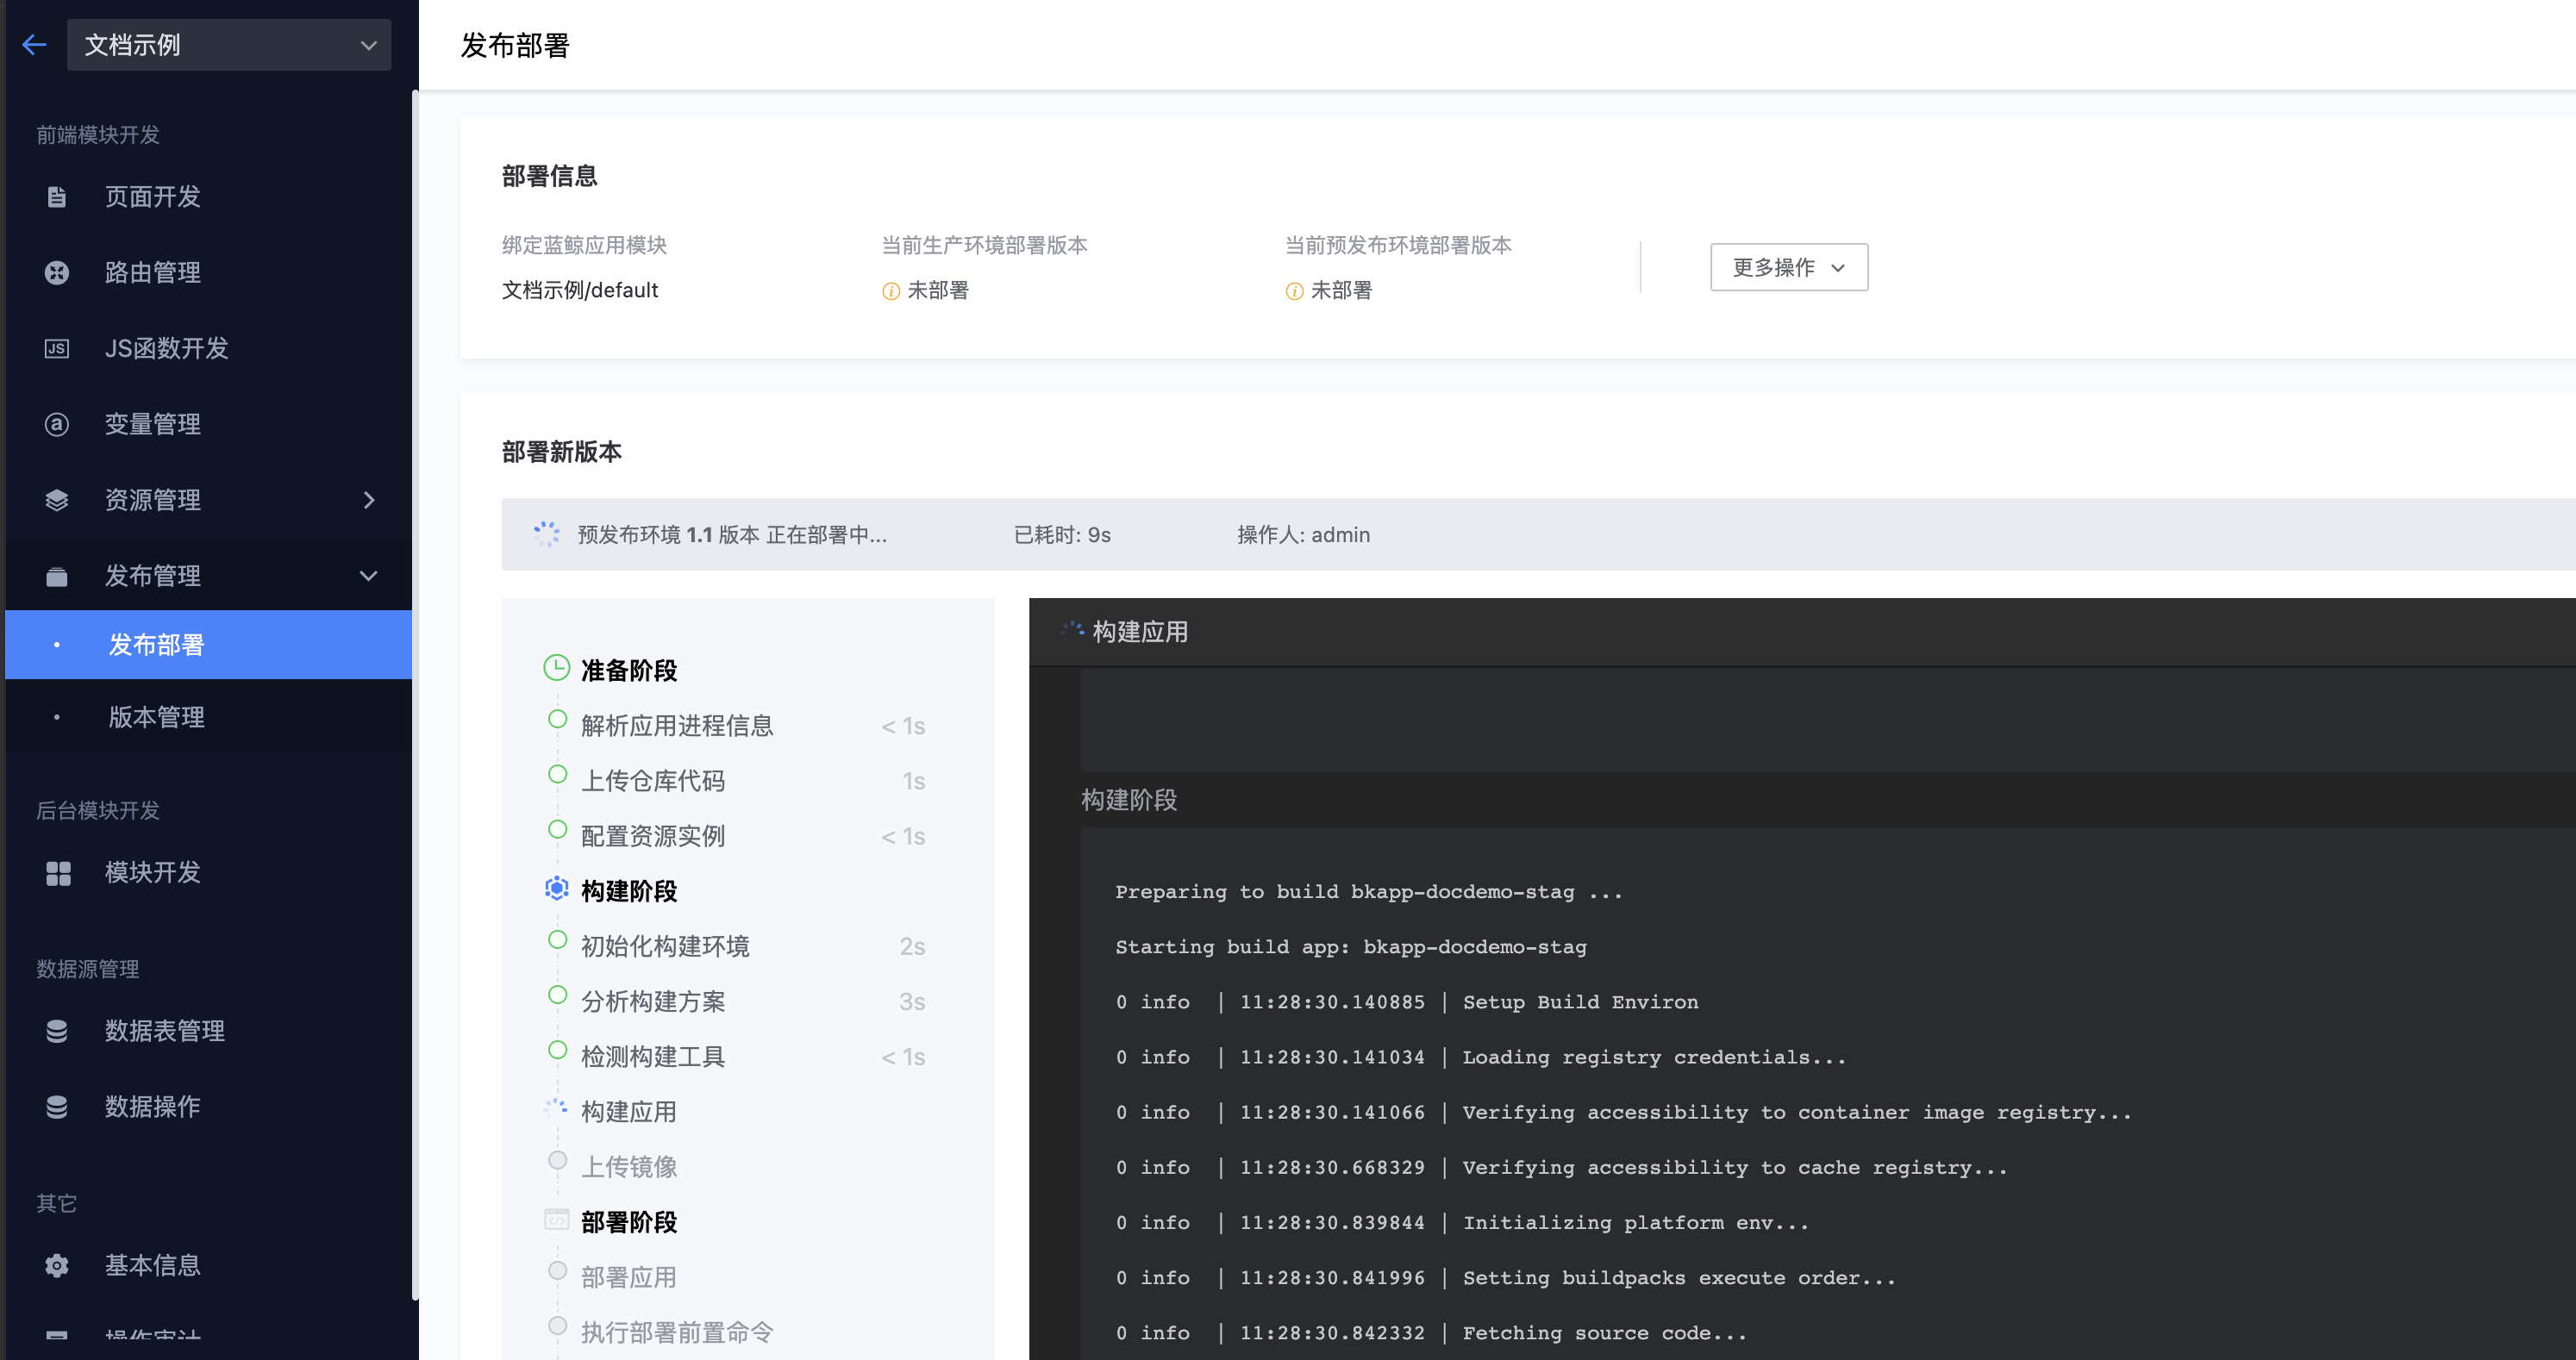 文档示例
前端模块开发
页面开发
路由管理
JS
JS函数开发
a
变量管理
资源管理
发布管理
发布部署
版本管理
后台模块开发
模块开发
数据源管理
数据表管理
数据操作
其它
基本信息
操作审计
发布部署
部署信息
绑定蓝鲸应用模块
当前生产环境部署版本
当前预发布环境部署版本
更多操作
文档示例/default
未部署
未部署
部署新版本
预发布环境 1.1 版本 正在部署中...
已耗时: 9s
操作人: admin
准备阶段
解析应用进程信息 < 1s
上传仓库代码 1s
配置资源实例 < 1s
构建阶段
初始化构建环境 2s
分析构建方案 3s
检测构建工具 < 1s
构建应用
上传镜像
部署阶段
部署应用
执行部署前置命令
构建应用
构建阶段
Preparing to build bkapp-docdemo-stag ...
Starting build app: bkapp-docdemo-stag
0 info | 11:28:30.140885 | Setup Build Environ
0 info | 11:28:30.141034 | Loading registry credentials...
0 info | 11:28:30.141066 | Verifying accessibility to container image registry...
0 info | 11:28:30.668329 | Verifying accessibility to cache registry...
0 info | 11:28:30.839844 | Initializing platform env...
0 info | 11:28:30.841996 | Setting buildpacks execute order...
0 info | 11:28:30.842332 | Fetching source code...